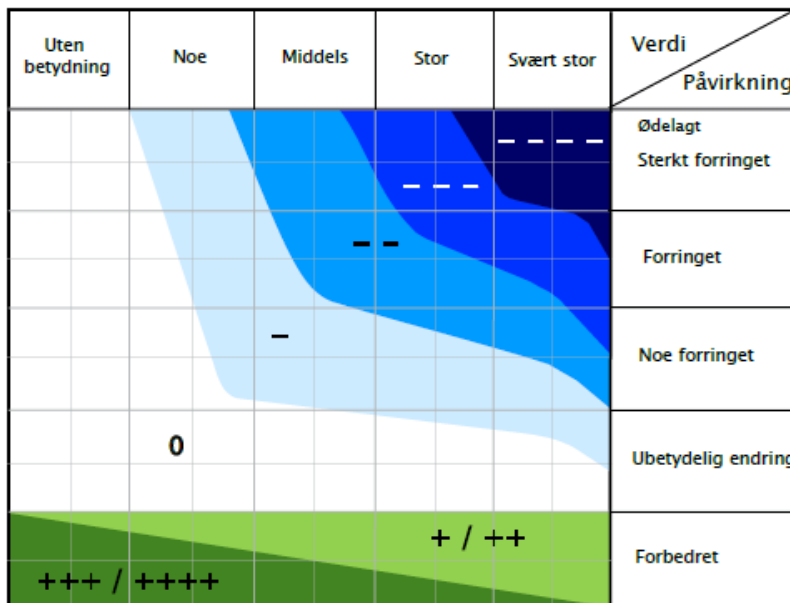 Uten
betydning
Noe
Middels
Stor
Svært stor
Verdi
Påvirkning
Ødelagt
Sterkt forringet
Forringet
Noe forringet
Ubetydelig endring
Forbedret
– – – –
– – –
– –
–
0
+ / ++
+++ / ++++